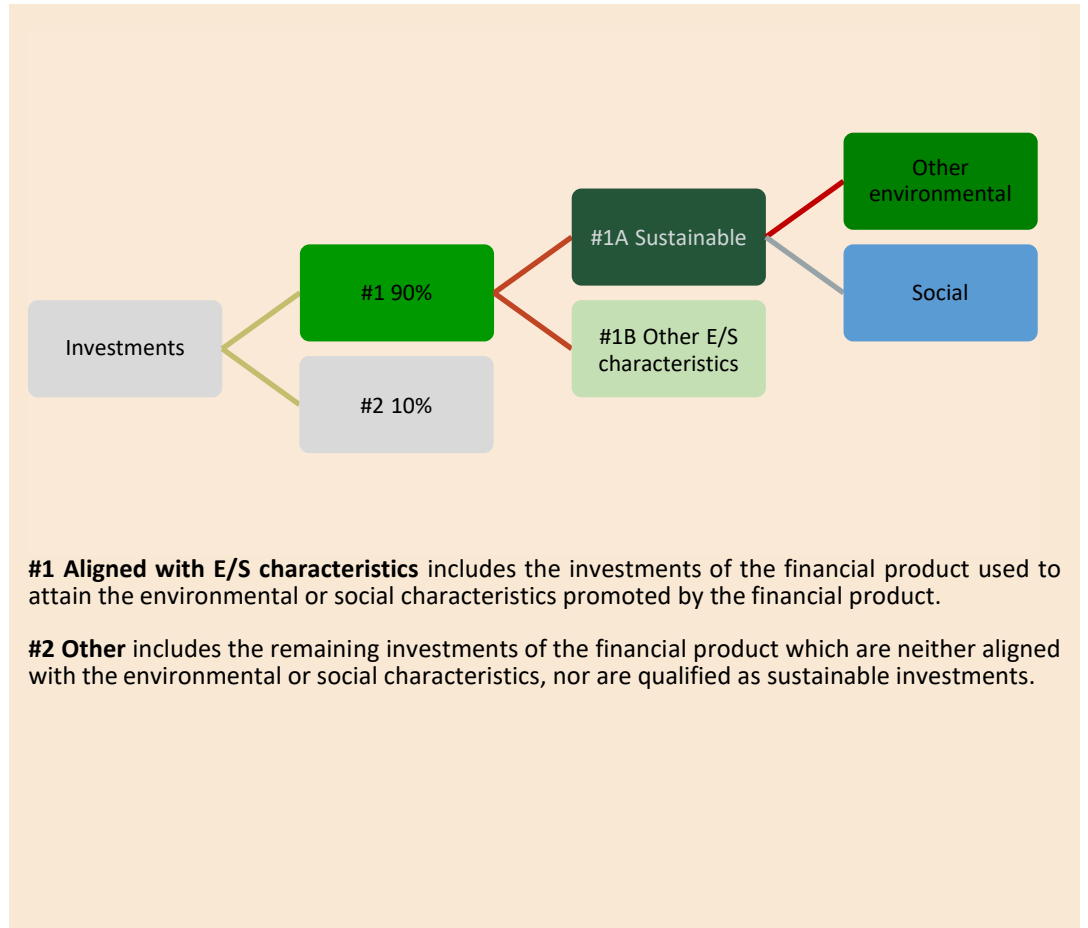 Other
environmental
#1A Sustainable
#1 90%
Social
Investments
#1B Other E/S
characteristics
#2 10%
#1 Aligned with E/S characteristics includes the investments of the financial product used to
attain the environmental or social characteristics promoted by the financial product.
#2 Other includes the remaining investments of the financial product which are neither aligned
with the environmental or social characteristics, nor are qualified as sustainable investments.